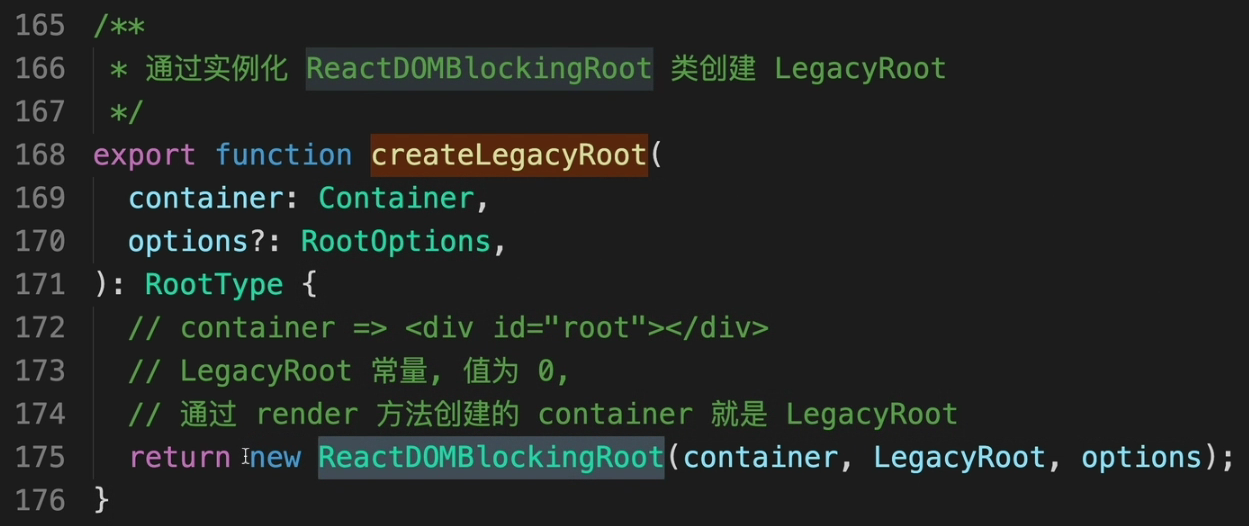 165 /**
166  * 通过实例化 ReactDOMBlockingRoot 类创建 LegacyRoot
167  */
168 export function createLegacyRoot(
169   container: Container,
170   options?: RootOptions,
171 ): RootType {
172   // container => <div id="root"></div>
173   // LegacyRoot 常量, 值为 0,
174   // 通过 render 方法创建的 container 就是 LegacyRoot
175   return new ReactDOMBlockingRoot(container, LegacyRoot, options);
176 }